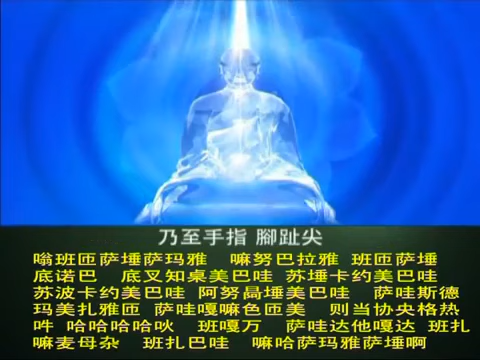 乃至手指 腳趾尖
嗡班匝萨埵萨玛雅 嘛努巴拉雅 班匝萨埵
底诺巴 底叉知桌美巴哇 苏埵卡约美巴哇
苏波卡约美巴哇 阿努曷埵美巴哇 萨哇斯德
玛美扎雅匝 萨哇嘎嘛色匝美 则当协央格热
吽 哈哈哈哈伙 班嘎万 萨哇达他嘎达 班扎
嘛麦母杂 班扎巴哇 嘛哈萨玛雅萨埵啊